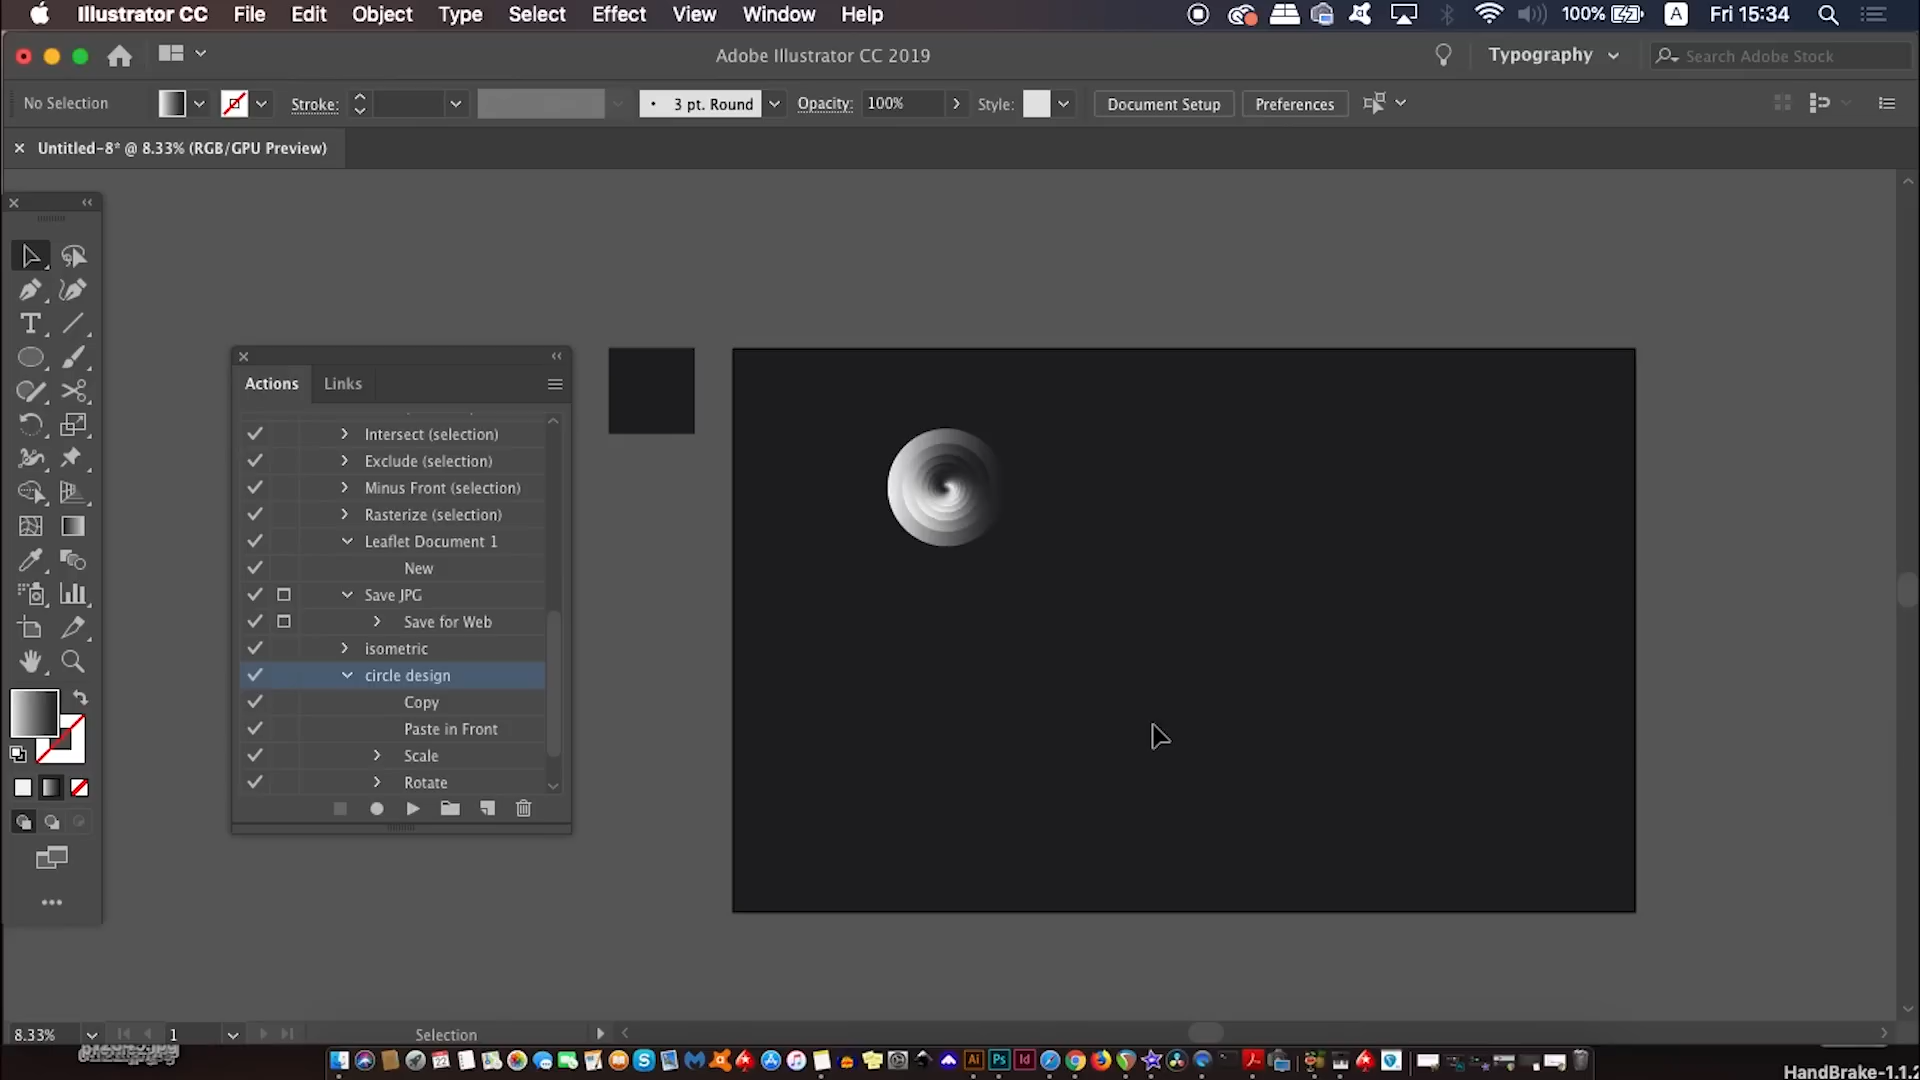 Illustrator CC File Edit Object Type Select Effect View Window Help
100% A Fri 15:34
Adobe Illustrator CC 2019
Typography
Search Adobe Stock
No Selection
Stroke:
3 pt. Round
Opacity: 100%
Style:
Document Setup
Preferences
Untitled-8* @ 8.33% (RGB/GPU Preview)
Actions
Links
Intersect (selection)
Exclude (selection)
Minus Front (selection)
Rasterize (selection)
Leaflet Document 1
New
Save JPG
Save for Web
isometric
circle design
Copy
Paste in Front
Scale
Rotate
8.33%
1
Selection
22
Ai
Ps
Id
HandBrake-1.1.2